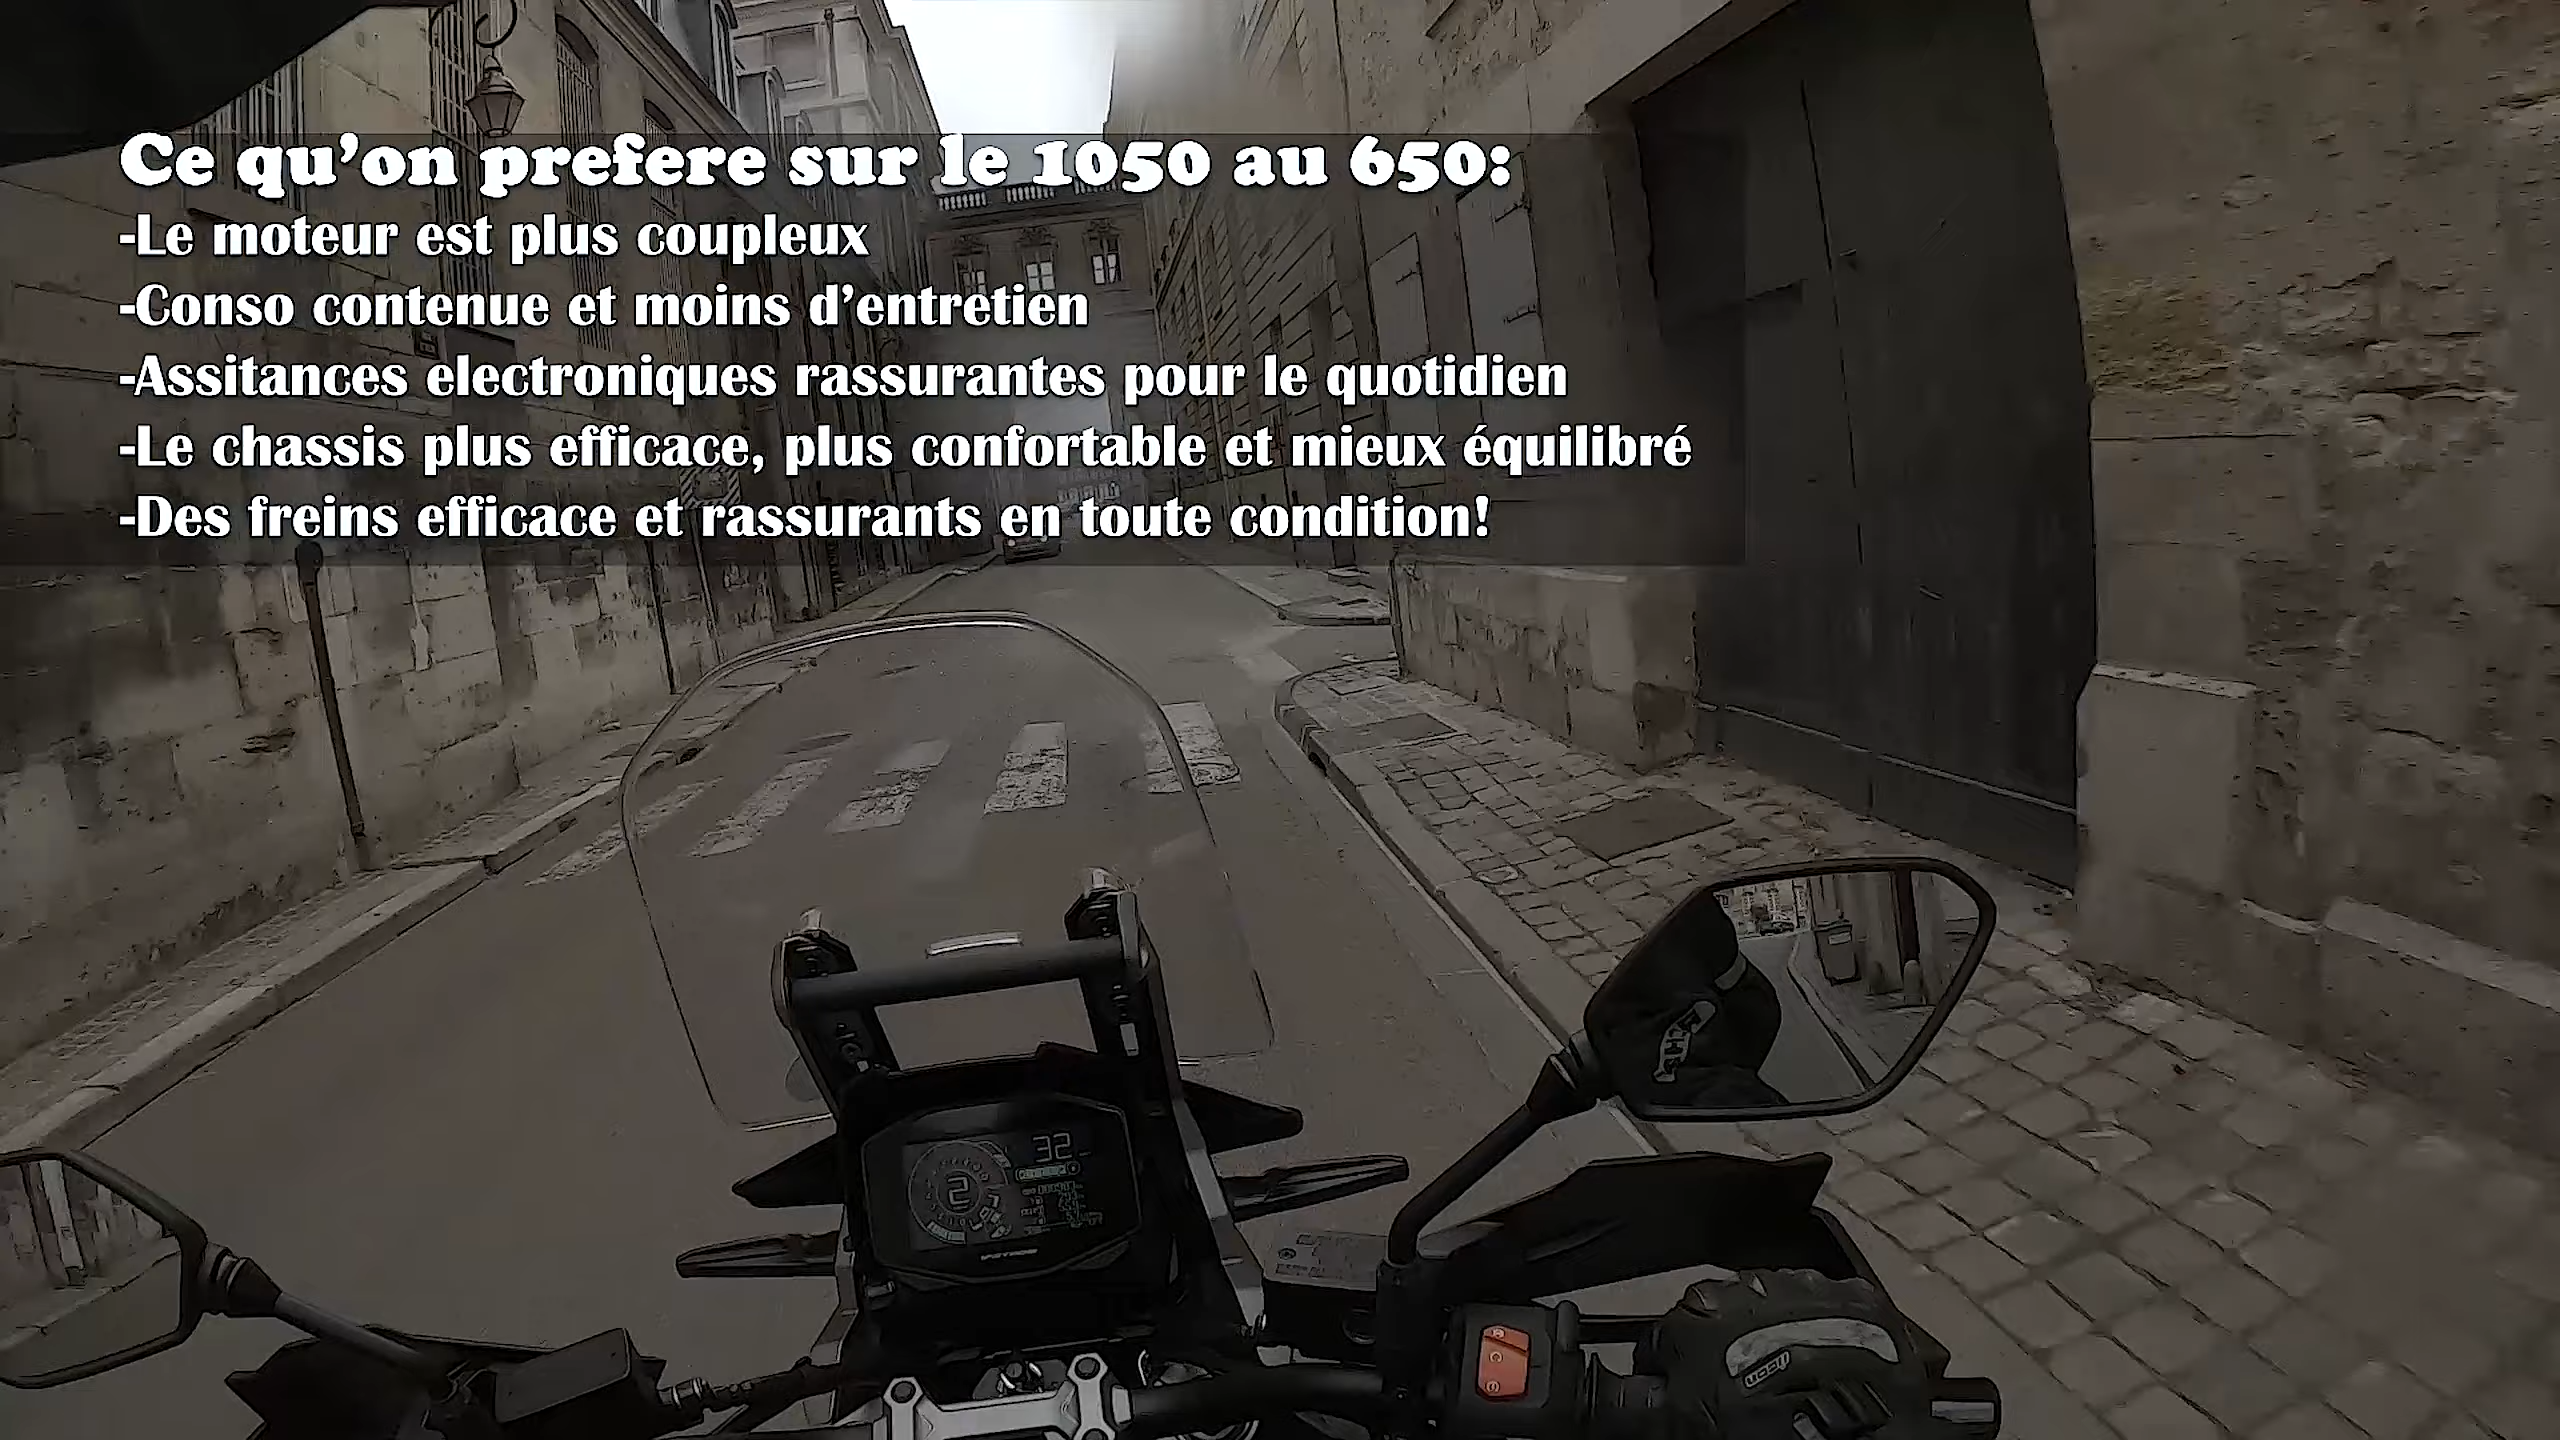 Ce qu'on prefere sur le 1050 au 650:
-Le moteur est plus coupleux
-Conso contenue et moins d'entretien
-Assitances electroniques rassurantes pour le quotidien
-Le chassis plus efficace, plus confortable et mieux équilibré
-Des freins efficace et rassurants en toute condition!
32
2